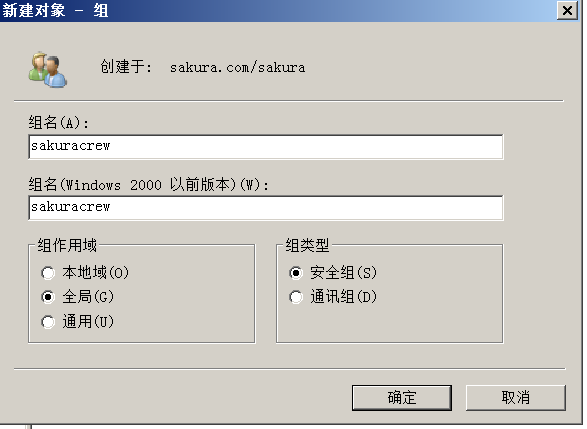 新建对象 - 组
创建于: sakura.com/sakura
组名(A):
sakuracrew
组名(Windows 2000 以前版本)(W):
sakuracrew
组作用域 组类型
本地域(O) 安全组(S)
全局(G) 通讯组(D)
通用(U)
确定 取消